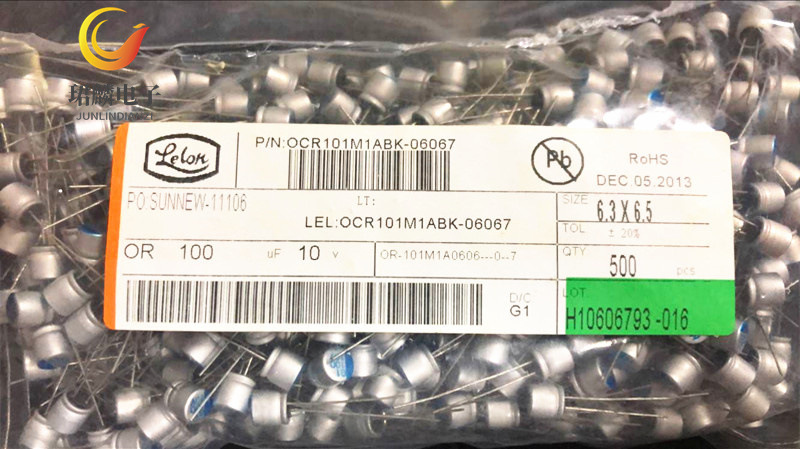 珺麟电子
JUNLINDIANZI
Lelon
P/N:OCR101M1ABK-06067
Pb
RoHS
DEC.05.2013
PO SUNNEW-11106
LT:
LEL:OCR101M1ABK-06067
SIZE 6.3 X 6.5
TOL ± 20%
OR 100 uF 10 v
OR-101M1A0606---0--7
QTY 500 pcs
D/C G1
LOT.
H10606793 -016